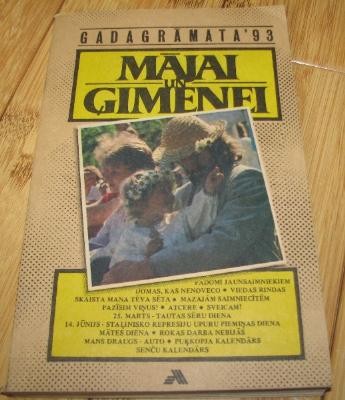 GADAGRĀMATA'93
MĀJAI
UN
ĢIMENEI
PADOMI JAUNSAIMNIEKIEM
DOMAS, KAS NENOVECO • VIEDAS RINDAS
SKAISTA MANA TĒVA SĒTA • MAZAJĀM SAIMNIECĪTĒM
PAZĪSIM VIŅUS! • ATCERE • SVEICAM!
25. MARTS - TAUTAS SĒRU DIENA
14. JŪNIJS - STAĻINISKO REPRESIJU UPURU PIEMIŅAS DIENA
MĀTES DIENA • ROKAS DARBA NEBIJĀS
MANS DRAUGS - AUTO • PUĶKOPJA KALENDĀRS
SENČU KALENDĀRS